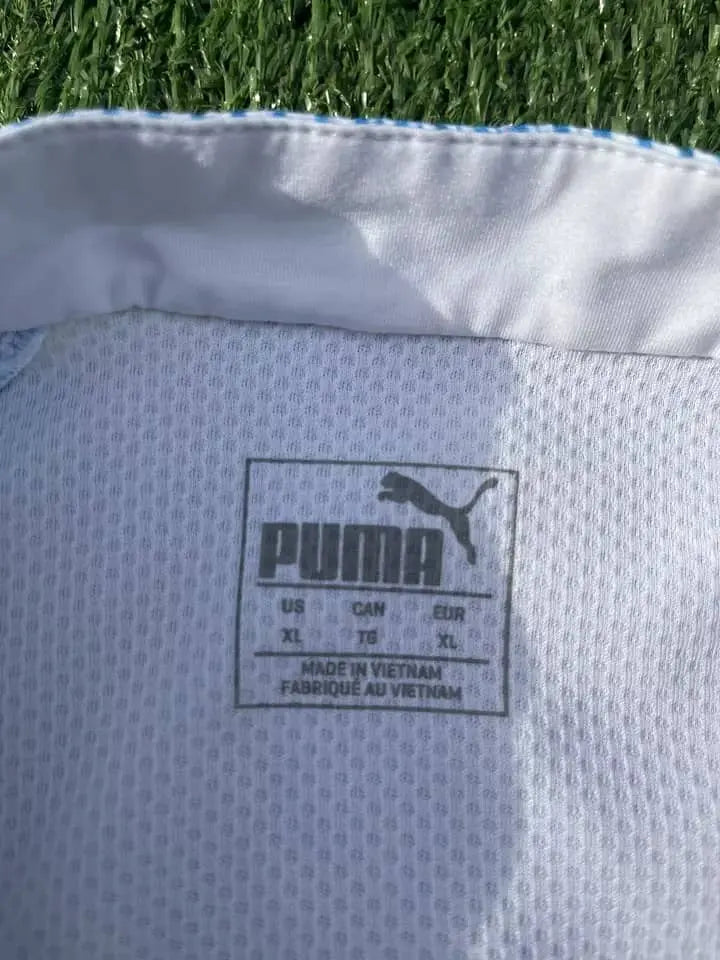 PUMA
US CAN EUR
XL TG XL
MADE IN VIETNAM
FABRIQUÉ AU VIETNAM